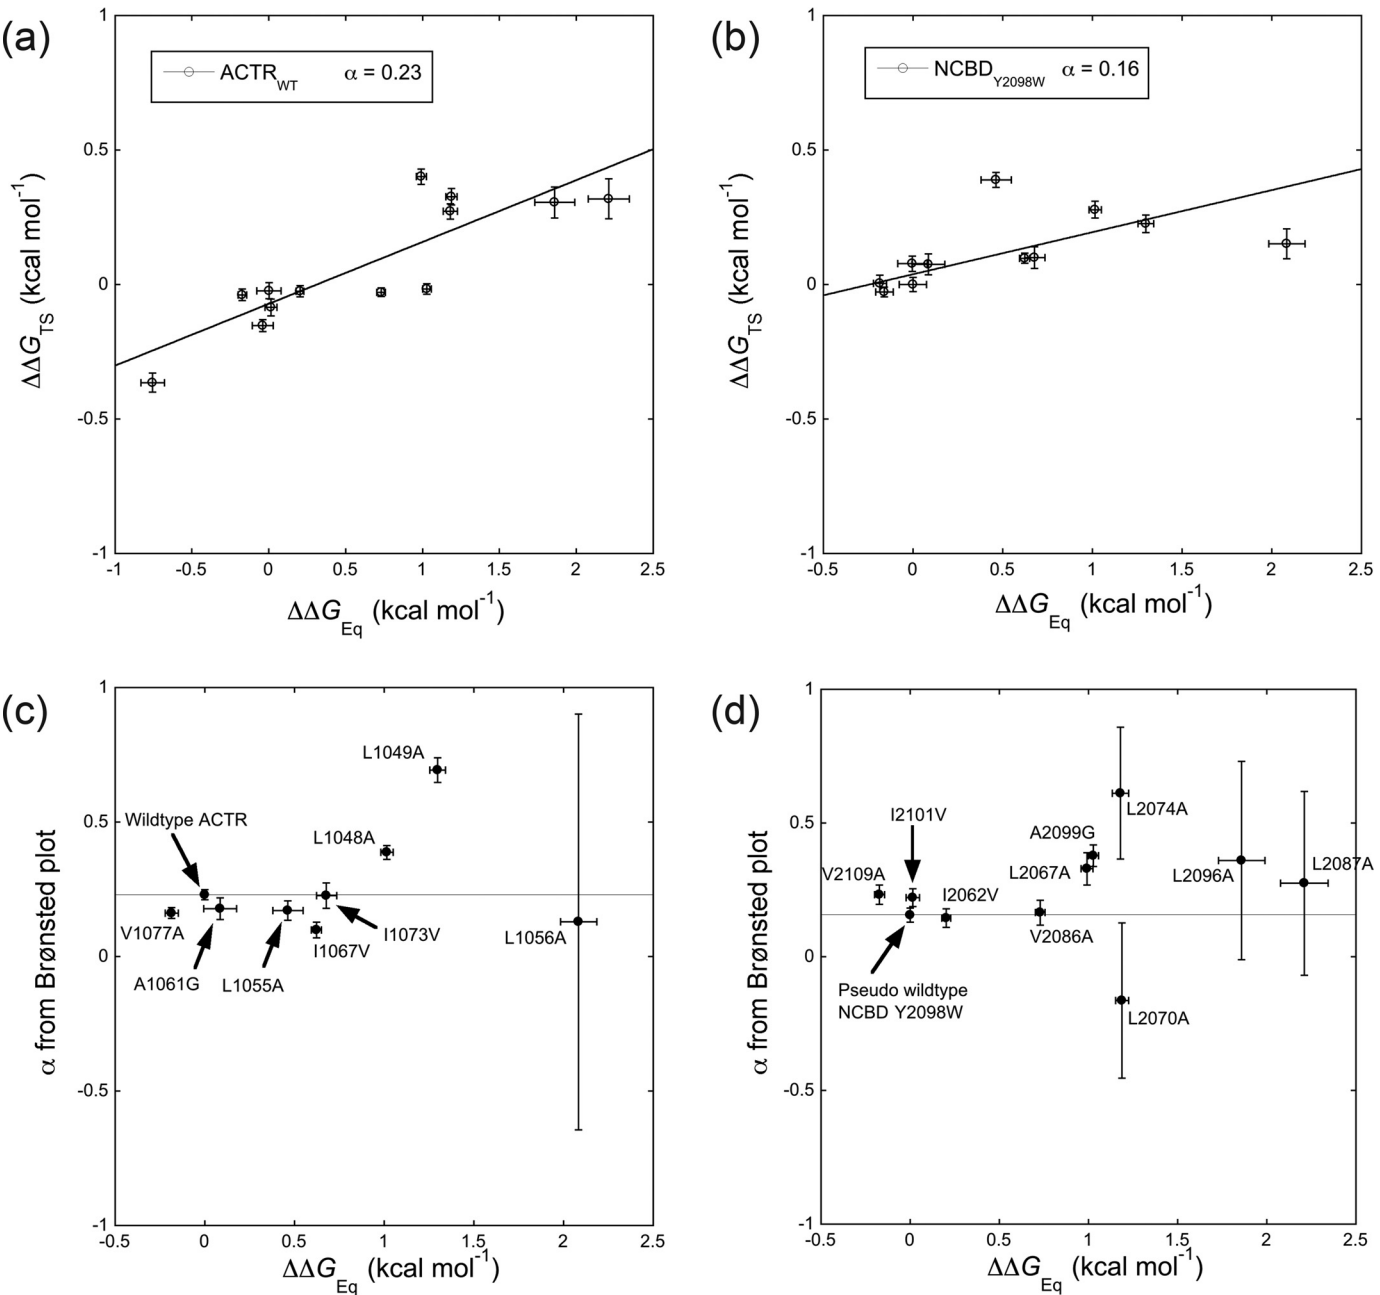 (a)
1
0.5
0
-0.5
-1
-1 -0.5 0 0.5 1 1.5 2 2.5
ACTR_WT α = 0.23
ΔΔG_TS (kcal mol⁻¹)
ΔΔG_Eq (kcal mol⁻¹)
(b)
1
0.5
0
-0.5
-1
-0.5 0 0.5 1 1.5 2 2.5
NCBD_Y2098W α = 0.16
ΔΔG_TS (kcal mol⁻¹)
ΔΔG_Eq (kcal mol⁻¹)
(c)
1
0.5
0
-0.5
-1
-0.5 0 0.5 1 1.5 2 2.5
α from Brønsted plot
ΔΔG_Eq (kcal mol⁻¹)
L1049A
Wildtype ACTR
L1048A
V1077A
I1073V
L1056A
I1067V
A1061G
L1055A
(d)
1
0.5
0
-0.5
-1
-0.5 0 0.5 1 1.5 2 2.5
α from Brønsted plot
ΔΔG_Eq (kcal mol⁻¹)
I2101V
L2074A
A2099G
V2109A
L2067A
L2096A
L2087A
I2062V
V2086A
Pseudo wildtype
NCBD Y2098W
L2070A